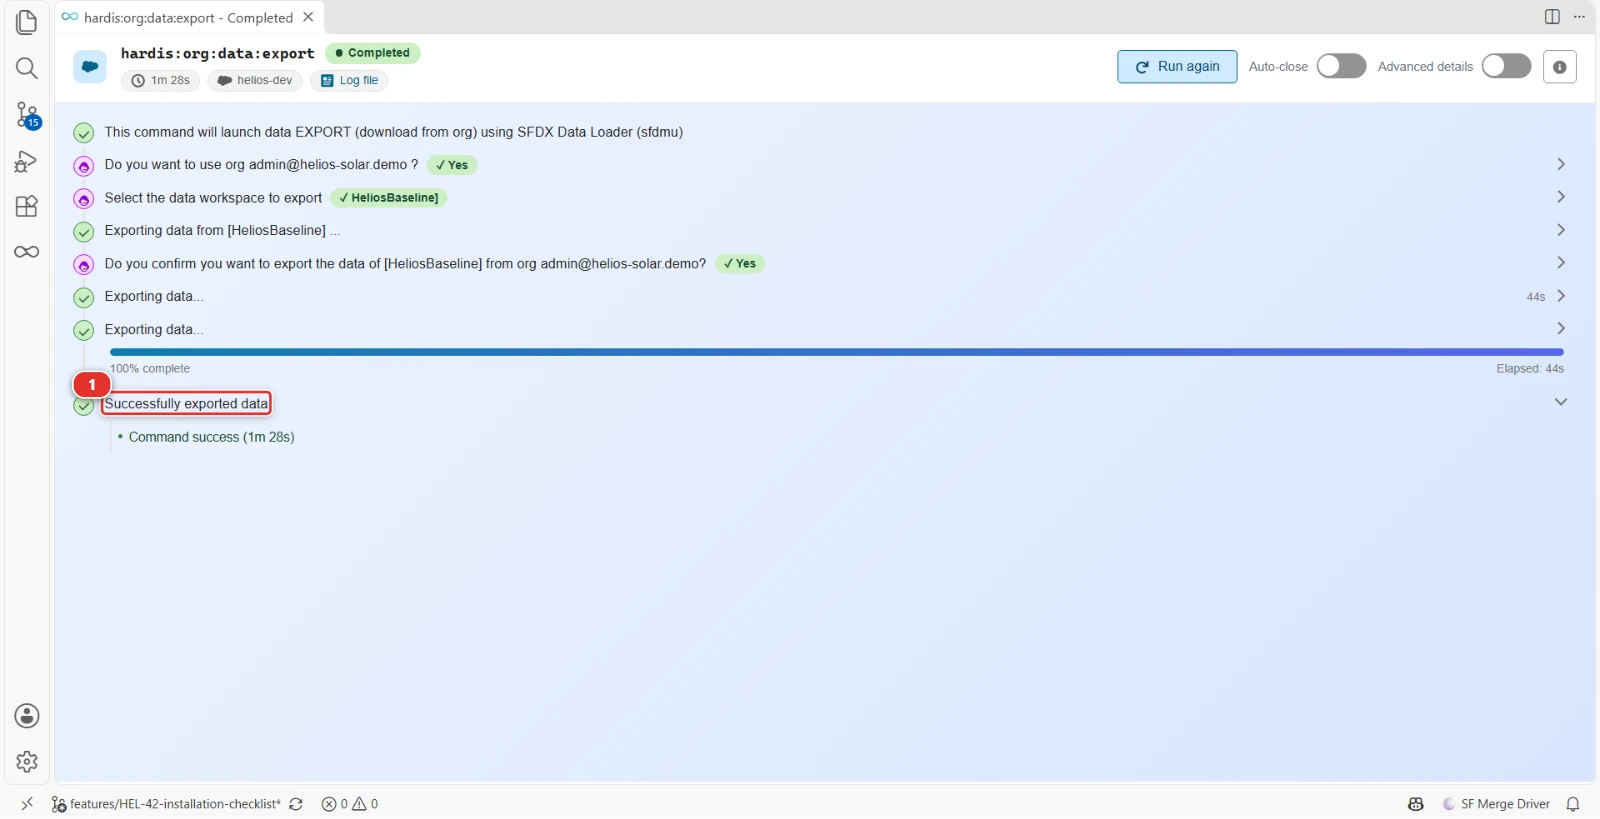 hardis:org:data:export - Completed
hardis:org:data:export
Completed
1m 28s
helios-dev
Log file
Run again
Auto-close
Advanced details
15
This command will launch data EXPORT (download from org) using SFDX Data Loader (sfdmu)
Do you want to use org admin@helios-solar.demo ? ✓ Yes
Select the data workspace to export ✓ HeliosBaseline]
Exporting data from [HeliosBaseline] ...
Do you confirm you want to export the data of [HeliosBaseline] from org admin@helios-solar.demo? ✓ Yes
Exporting data... 44s
Exporting data...
100% complete Elapsed: 44s
1
Successfully exported data
• Command success (1m 28s)
features/HEL-42-installation-checklist* 0 0 SF Merge Driver